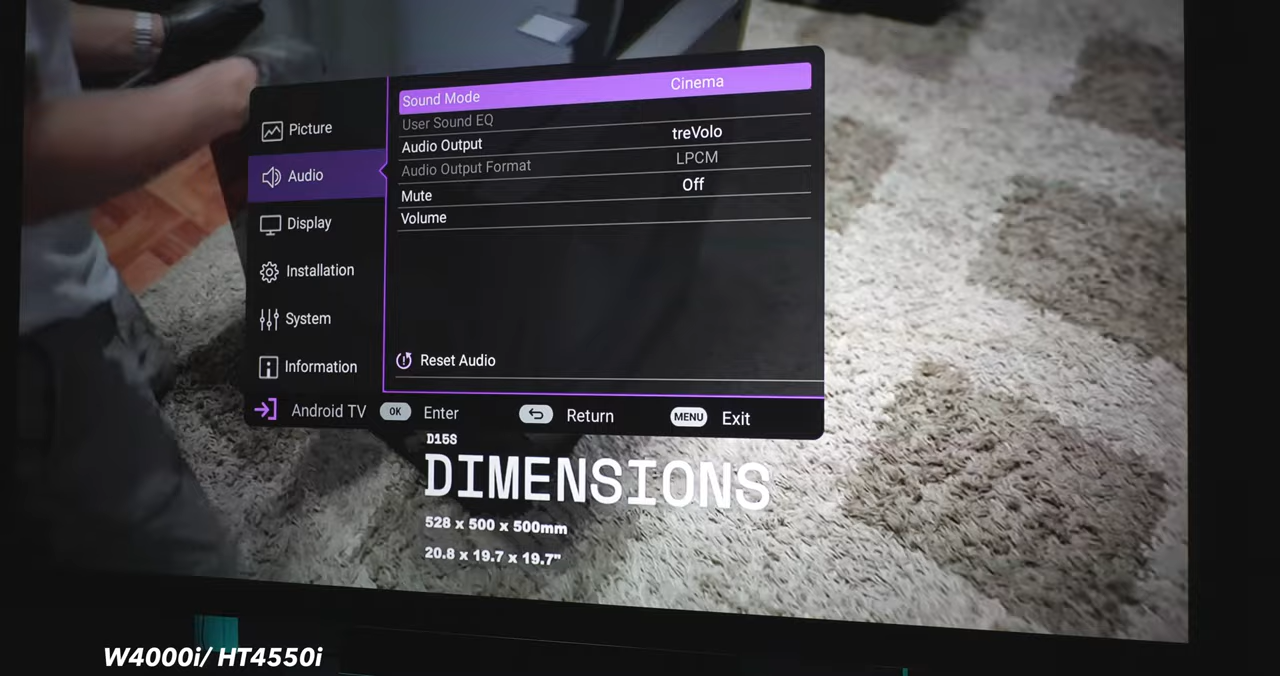 Picture
Audio
Display
Installation
System
Information
Android TV
Sound Mode Cinema
User Sound EQ
Audio Output treVolo
Audio Output Format LPCM
Mute Off
Volume
Reset Audio
OK Enter
Return
MENU Exit
D15S
DIMENSIONS
528 x 500 x 500mm
20.8 x 19.7 x 19.7"
W4000i/ HT4550i